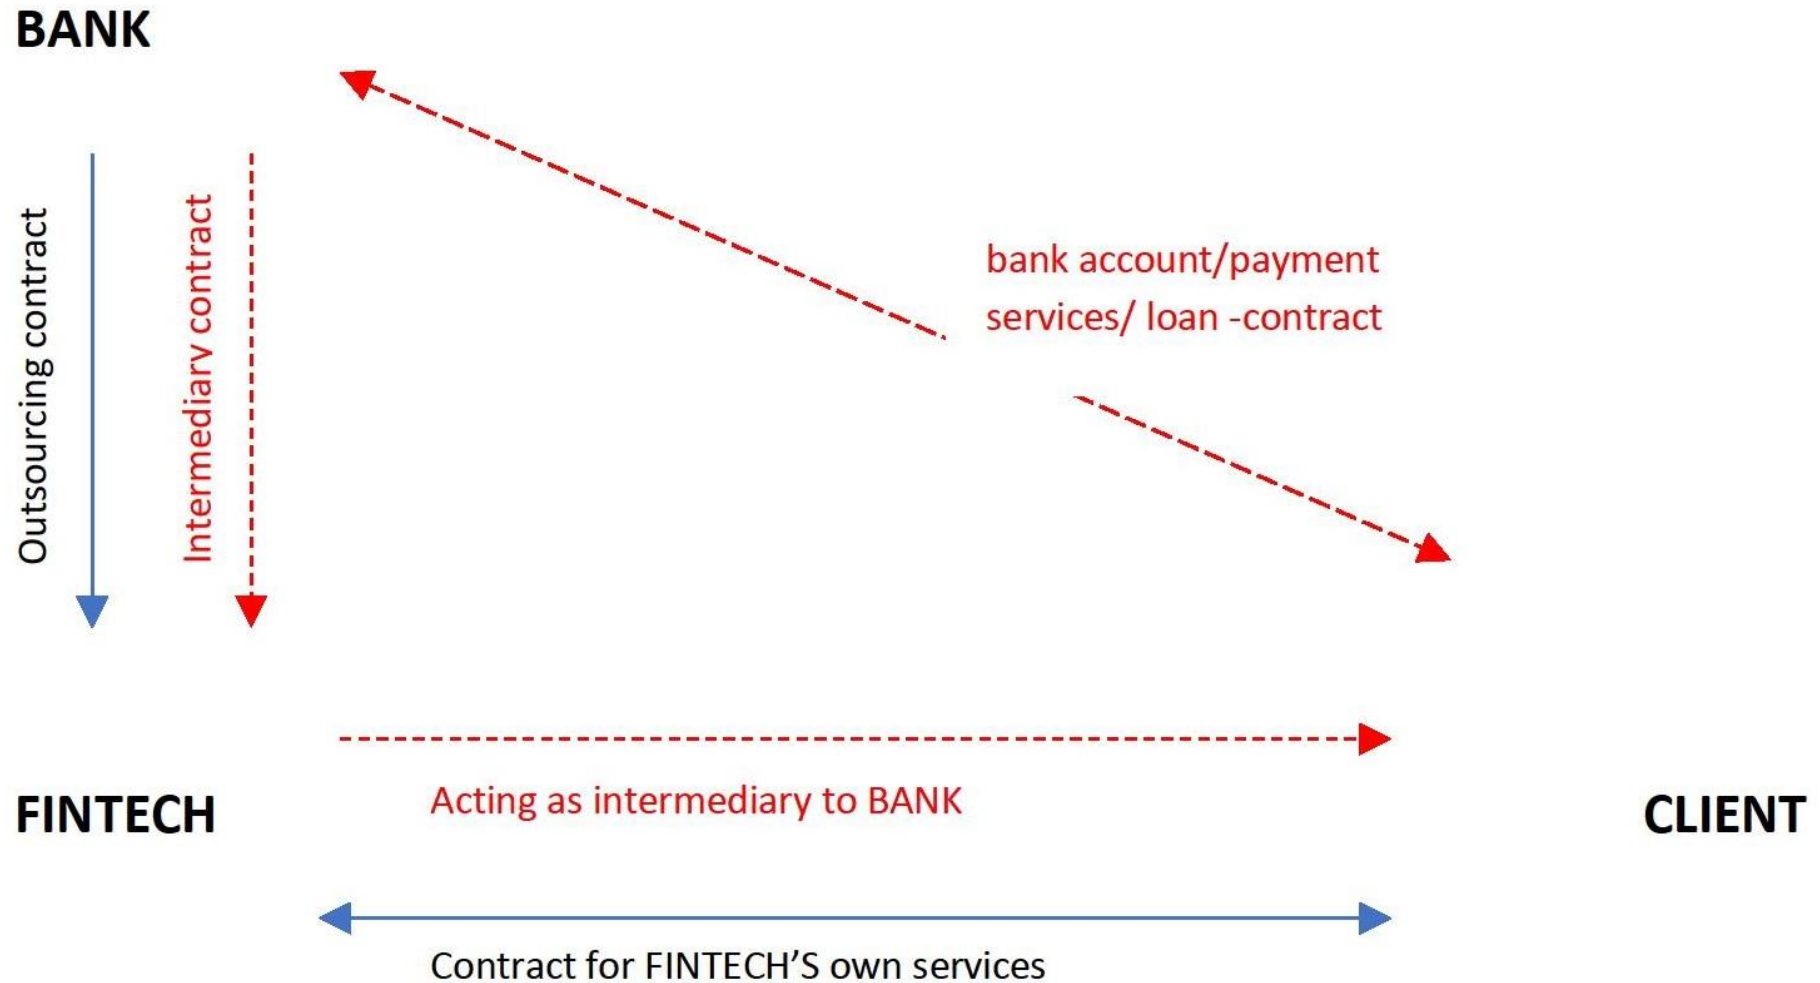 BANK
Outsourcing contract
Intermediary contract
bank account/payment
services/ loan -contract
Acting as intermediary to BANK
FINTECH
CLIENT
Contract for FINTECH’S own services